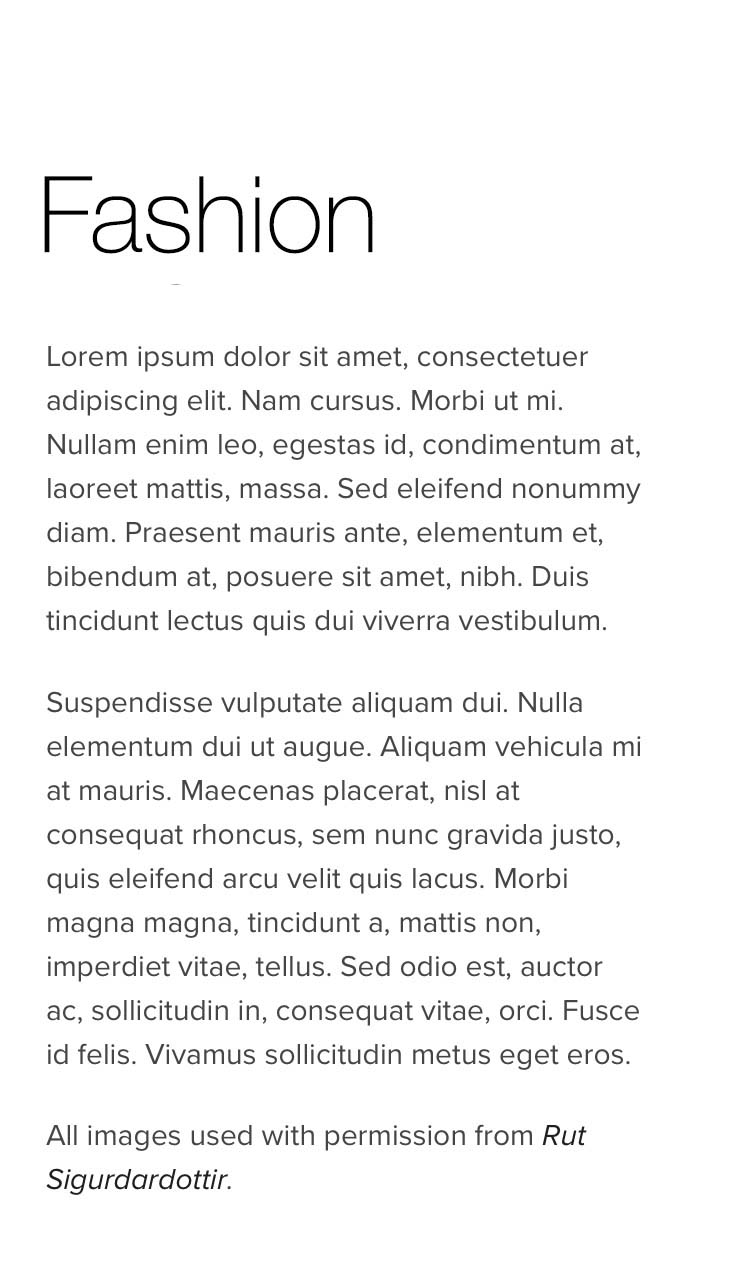 Fashion
Lorem ipsum dolor sit amet, consectetuer
adipiscing elit. Nam cursus. Morbi ut mi.
Nullam enim leo, egestas id, condimentum at,
laoreet mattis, massa. Sed eleifend nonummy
diam. Praesent mauris ante, elementum et,
bibendum at, posuere sit amet, nibh. Duis
tincidunt lectus quis dui viverra vestibulum.
Suspendisse vulputate aliquam dui. Nulla
elementum dui ut augue. Aliquam vehicula mi
at mauris. Maecenas placerat, nisl at
consequat rhoncus, sem nunc gravida justo,
quis eleifend arcu velit quis lacus. Morbi
magna magna, tincidunt a, mattis non,
imperdiet vitae, tellus. Sed odio est, auctor
ac, sollicitudin in, consequat vitae, orci. Fusce
id felis. Vivamus sollicitudin metus eget eros.
All images used with permission from Rut
Sigurdardottir.